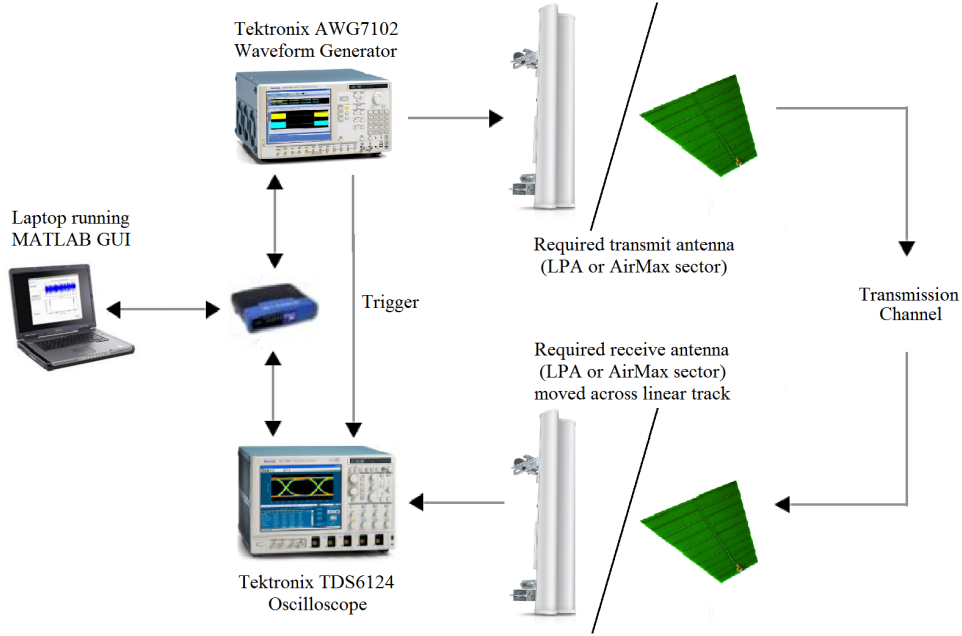 Tektronix AWG7102
Waveform Generator
Laptop running
MATLAB GUI
Trigger
Required transmit antenna
(LPA or AirMax sector)
Transmission
Channel
Required receive antenna
(LPA or AirMax sector)
moved across linear track
Tektronix TDS6124
Oscilloscope